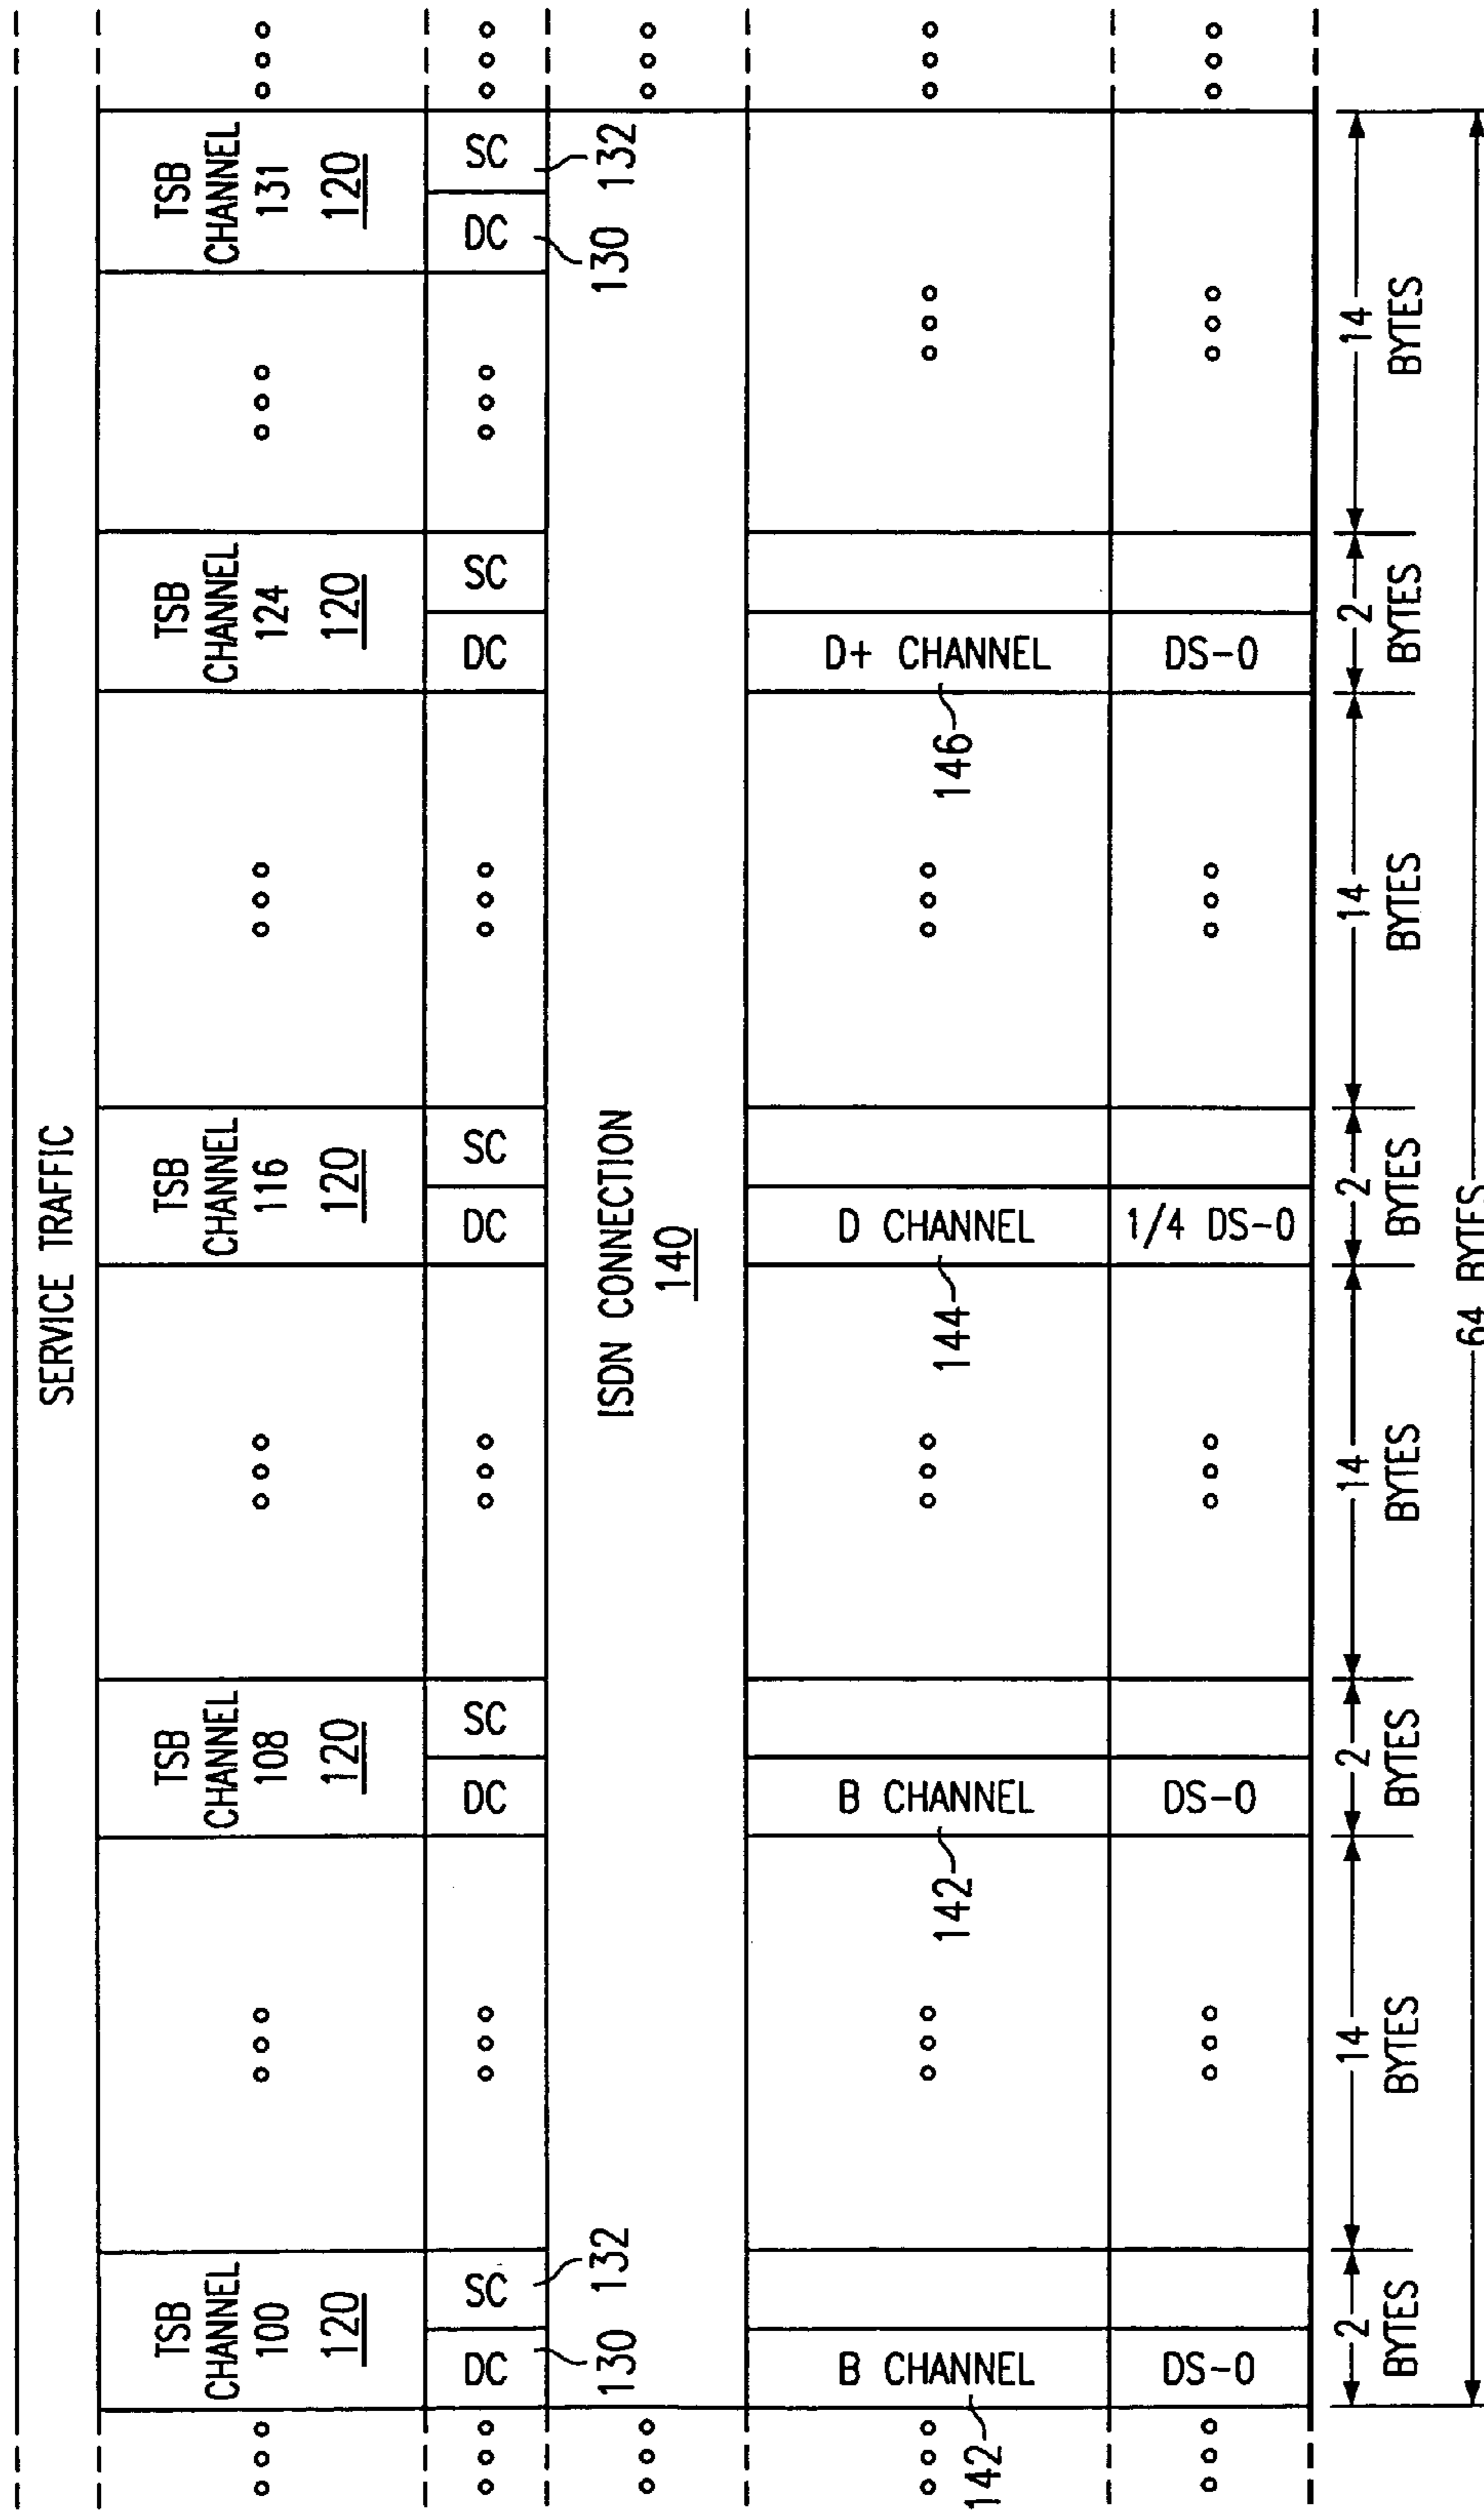 SERVICE TRAFFIC
TSB
CHANNEL
100
120
TSB
CHANNEL
108
120
TSB
CHANNEL
116
120
TSB
CHANNEL
124
120
TSB
CHANNEL
131
120
DC SC DC SC DC SC DC SC DC SC
130 132 130 132
ISDN CONNECTION
140
B CHANNEL B CHANNEL D CHANNEL D+ CHANNEL
142 142 144 146
DS-0 DS-0 1/4 DS-0 DS-0
2 14 2 14 2 14 2 14
BYTES BYTES BYTES BYTES BYTES BYTES BYTES BYTES
64 BYTES